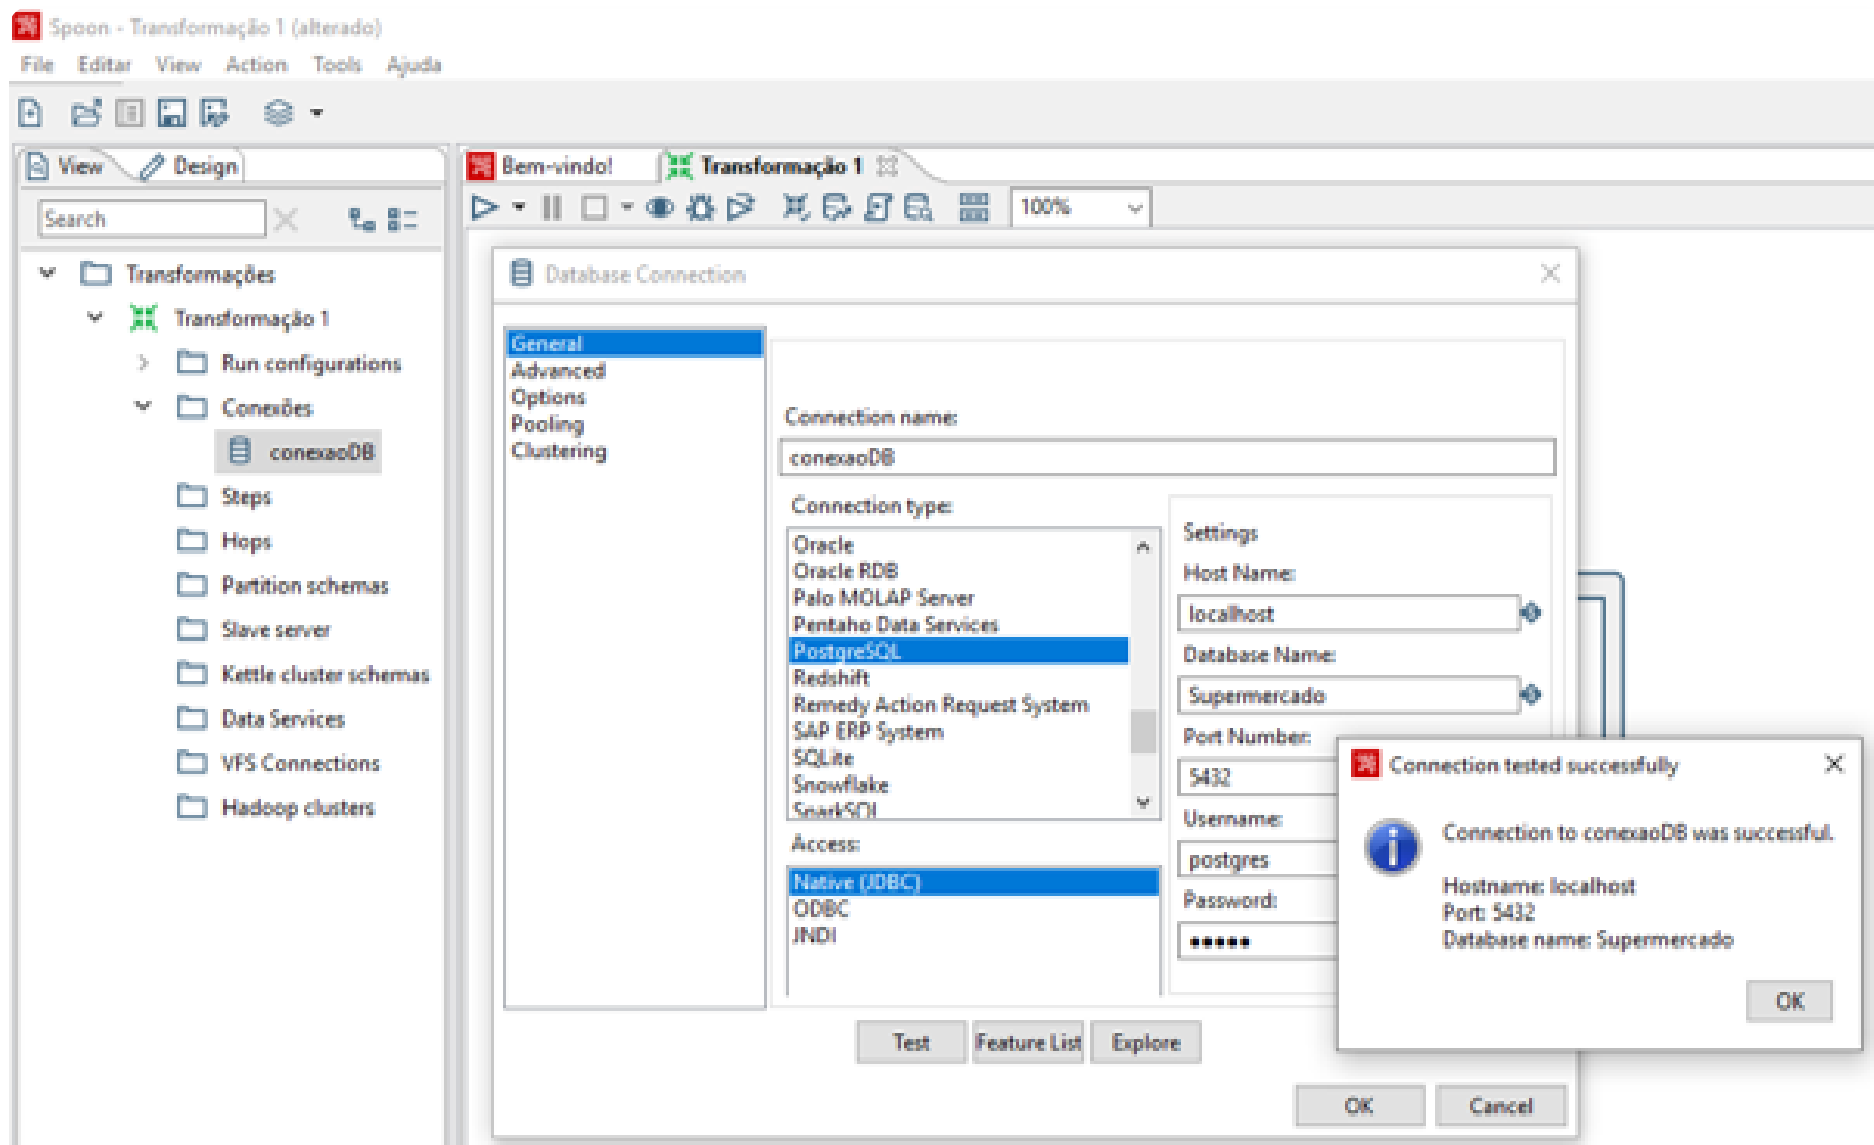 Spoon - Transformação 1 (alterado)
File Editar View Action Tools Ajuda
View Design
Search
Transformações
Transformação 1
Run configurations
Conexões
conexaoDB
Steps
Hops
Partition schemas
Slave server
Kettle cluster schemas
Data Services
VFS Connections
Hadoop clusters
Bem-vindo! Transformação 1
100%
Database Connection
General
Advanced
Options
Pooling
Clustering
Connection name:
conexaoDB
Connection type:
Oracle
Oracle RDB
Palo MOLAP Server
Pentaho Data Services
PostgreSQL
Redshift
Remedy Action Request System
SAP ERP System
SQLite
Snowflake
SparkSQL
Access:
Native (JDBC)
ODBC
JNDI
Settings
Host Name:
localhost
Database Name:
Supermercado
Port Number:
5432
Username:
postgres
Password:
•••••
Test Feature List Explore
OK Cancel
Connection tested successfully
Connection to conexaoDB was successful.
Hostname: localhost
Port: 5432
Database name: Supermercado
OK